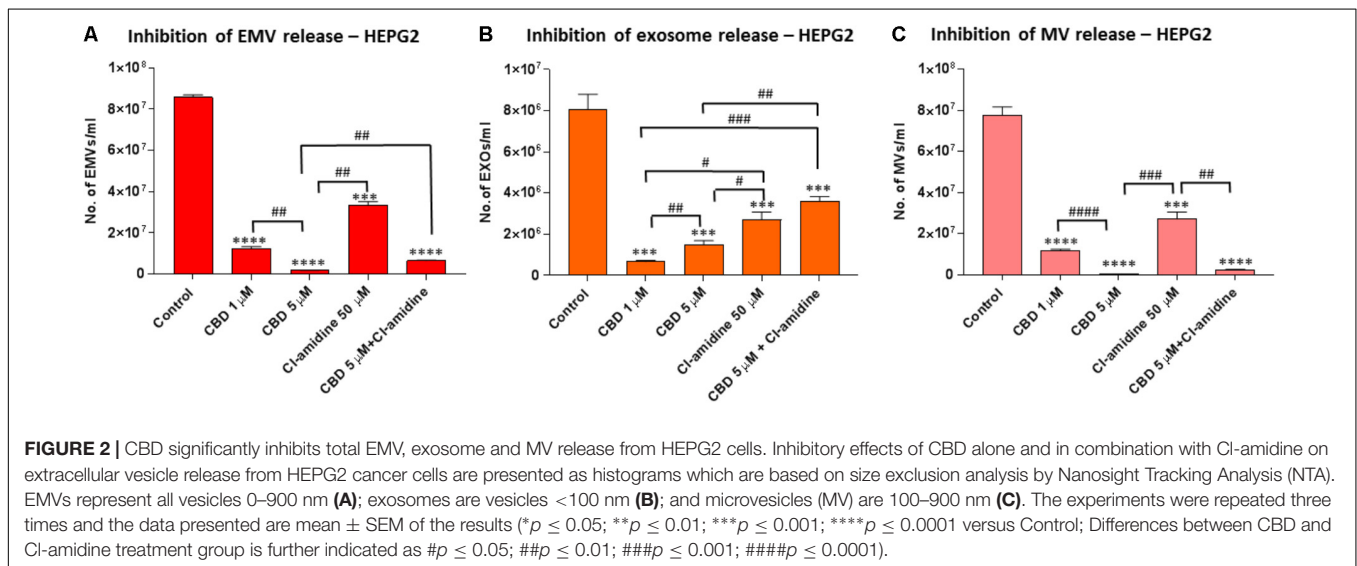 A Inhibition of EMV release – HEPG2
No. of EMVs/ml
1×10⁸
8×10⁷
6×10⁷
4×10⁷
2×10⁷
0
##
##
##
****
****
***
****
Control
CBD 1 µM
CBD 5 µM
Cl-amidine 50 µM
CBD 5 µM+Cl-amidine
B Inhibition of exosome release – HEPG2
No. of EXOs/ml
1×10⁷
8×10⁶
6×10⁶
4×10⁶
2×10⁶
0
##
###
#
#
##
***
***
***
***
Control
CBD 1 µM
CBD 5 µM
Cl-amidine 50 µM
CBD 5 µM + Cl-amidine
C Inhibition of MV release – HEPG2
No. of MVs/ml
1×10⁸
8×10⁷
6×10⁷
4×10⁷
2×10⁷
0
###
##
####
****
****
***
****
Control
CBD 1 µM
CBD 5 µM
Cl-amidine 50 µM
CBD 5 µM+Cl-amidine
FIGURE 2 | CBD significantly inhibits total EMV, exosome and MV release from HEPG2 cells. Inhibitory effects of CBD alone and in combination with Cl-amidine on
extracellular vesicle release from HEPG2 cancer cells are presented as histograms which are based on size exclusion analysis by Nanosight Tracking Analysis (NTA).
EMVs represent all vesicles 0–900 nm (A); exosomes are vesicles <100 nm (B); and microvesicles (MV) are 100–900 nm (C). The experiments were repeated three
times and the data presented are mean ± SEM of the results (*p ≤ 0.05; **p ≤ 0.01; ***p ≤ 0.001; ****p ≤ 0.0001 versus Control; Differences between CBD and
Cl-amidine treatment group is further indicated as #p ≤ 0.05; ##p ≤ 0.01; ###p ≤ 0.001; ####p ≤ 0.0001).